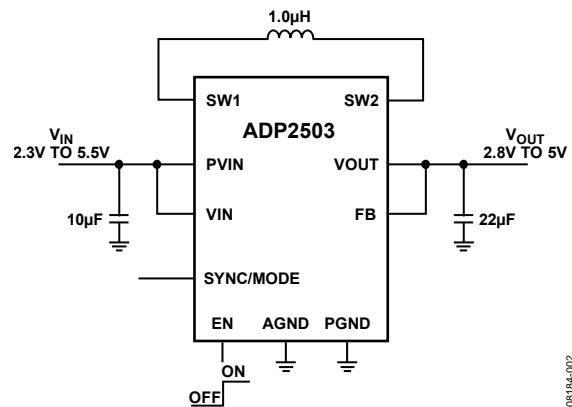 1.0µH
SW1 SW2
ADP2503
VIN
2.3V TO 5.5V
VOUT
2.8V TO 5V
PVIN VOUT
10µF
VIN FB
22µF
SYNC/MODE
EN AGND PGND
ON
OFF
08184-002